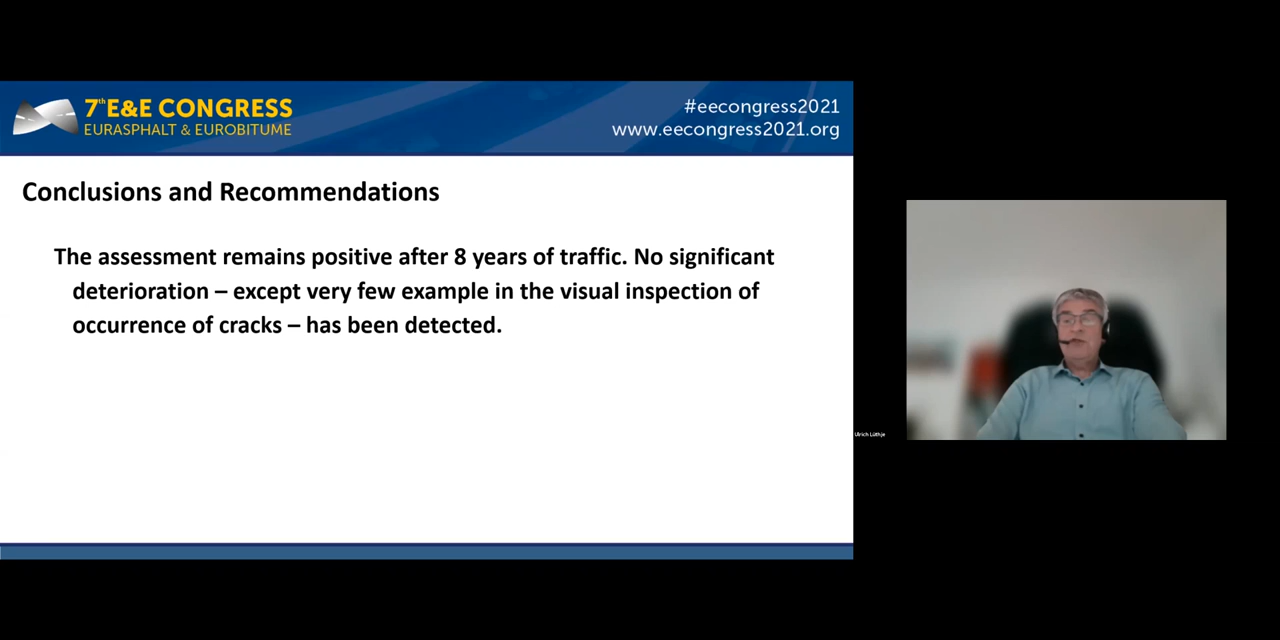 7th E&E CONGRESS
EURASPHALT & EUROBITUME
#eecongress2021
www.eecongress2021.org
Conclusions and Recommendations
The assessment remains positive after 8 years of traffic. No significant
deterioration – except very few example in the visual inspection of
occurrence of cracks – has been detected.
Ulrich Lüthje